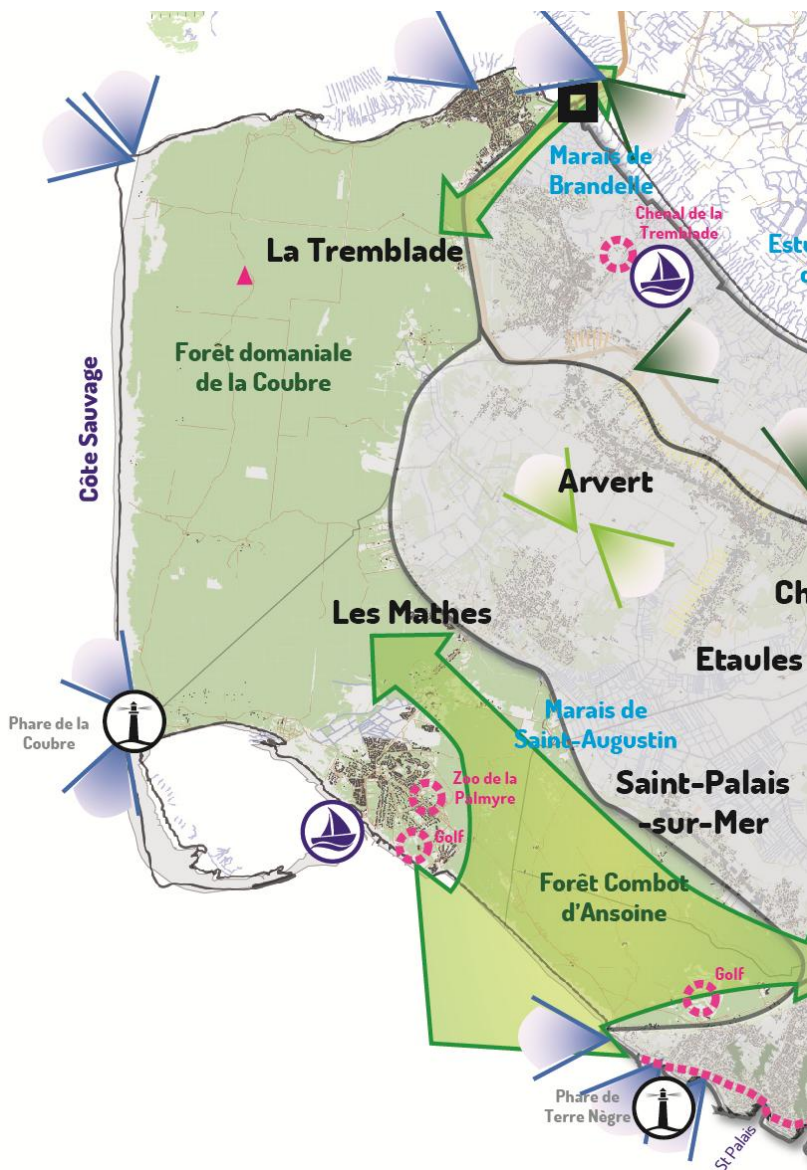 Marais de
Brandelle
Chenal de la
Tremblade
La Tremblade
Forêt domaniale
de la Coubre
Côte Sauvage
Arvert
Les Mathes
Etaules
Marais de
Saint-Augustin
Phare de la
Coubre
Zoo de la
Palmyre
Saint-Palais
-sur-Mer
Golf
Forêt Combot
d'Ansoine
Golf
Phare de
Terre Nègre
St Palais